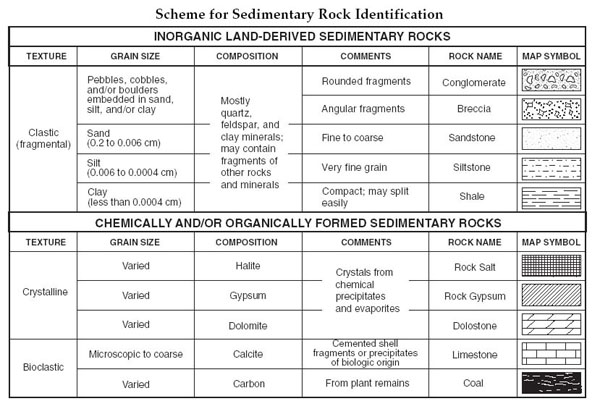 Scheme for Sedimentary Rock Identification
INORGANIC LAND-DERIVED SEDIMENTARY ROCKS
TEXTURE GRAIN SIZE COMPOSITION COMMENTS ROCK NAME MAP SYMBOL
Clastic
(fragmental)
Pebbles, cobbles,
and/or boulders
embedded in sand,
silt, and/or clay
Mostly
quartz,
feldspar, and
clay minerals;
may contain
fragments of
other rocks
and minerals
Rounded fragments Conglomerate
Angular fragments Breccia
Sand
(0.2 to 0.006 cm)
Fine to coarse Sandstone
Silt
(0.006 to 0.0004 cm)
Very fine grain Siltstone
Clay
(less than 0.0004 cm)
Compact; may split
easily
Shale
CHEMICALLY AND/OR ORGANICALLY FORMED SEDIMENTARY ROCKS
TEXTURE GRAIN SIZE COMPOSITION COMMENTS ROCK NAME MAP SYMBOL
Crystalline
Varied Halite
Crystals from
chemical
precipitates
and evaporites
Rock Salt
Varied Gypsum Rock Gypsum
Varied Dolomite Dolostone
Bioclastic
Microscopic to coarse Calcite
Cemented shell
fragments or precipitates
of biologic origin
Limestone
Varied Carbon From plant remains Coal